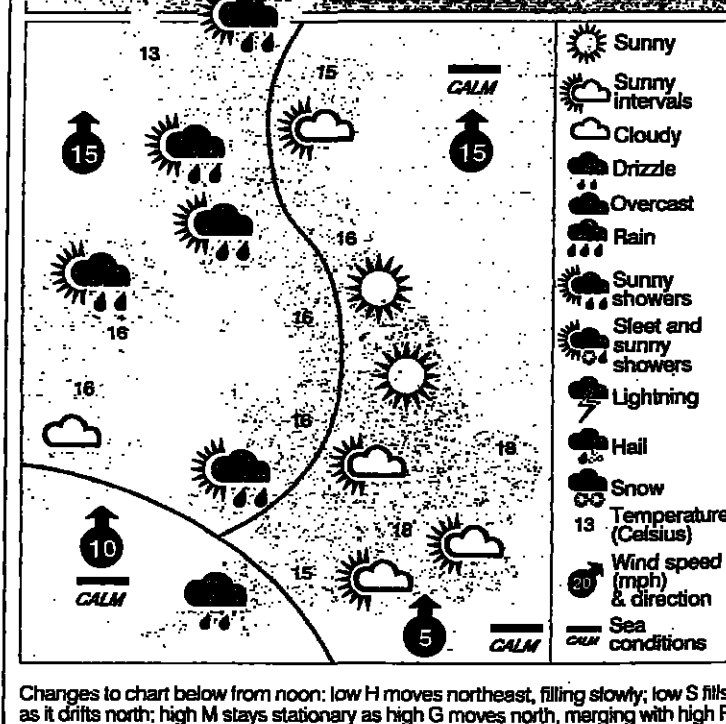 13
15
CALM
15
15
16
16
16
16
16
18
10
CALM
18
15
5
CALM
Sunny
Sunny
intervals
Cloudy
Drizzle
Overcast
Rain
Sunny
showers
Sleet and
sunny
showers
Lightning
Hail
Snow
13 Temperature
(Celsius)
20 Wind speed
(mph)
& direction
CALM Sea
conditions
Changes to chart below from noon: low H moves northeast, filling slowly; low S fills
as it drifts north; high M stays stationary as high G moves north, merging with high